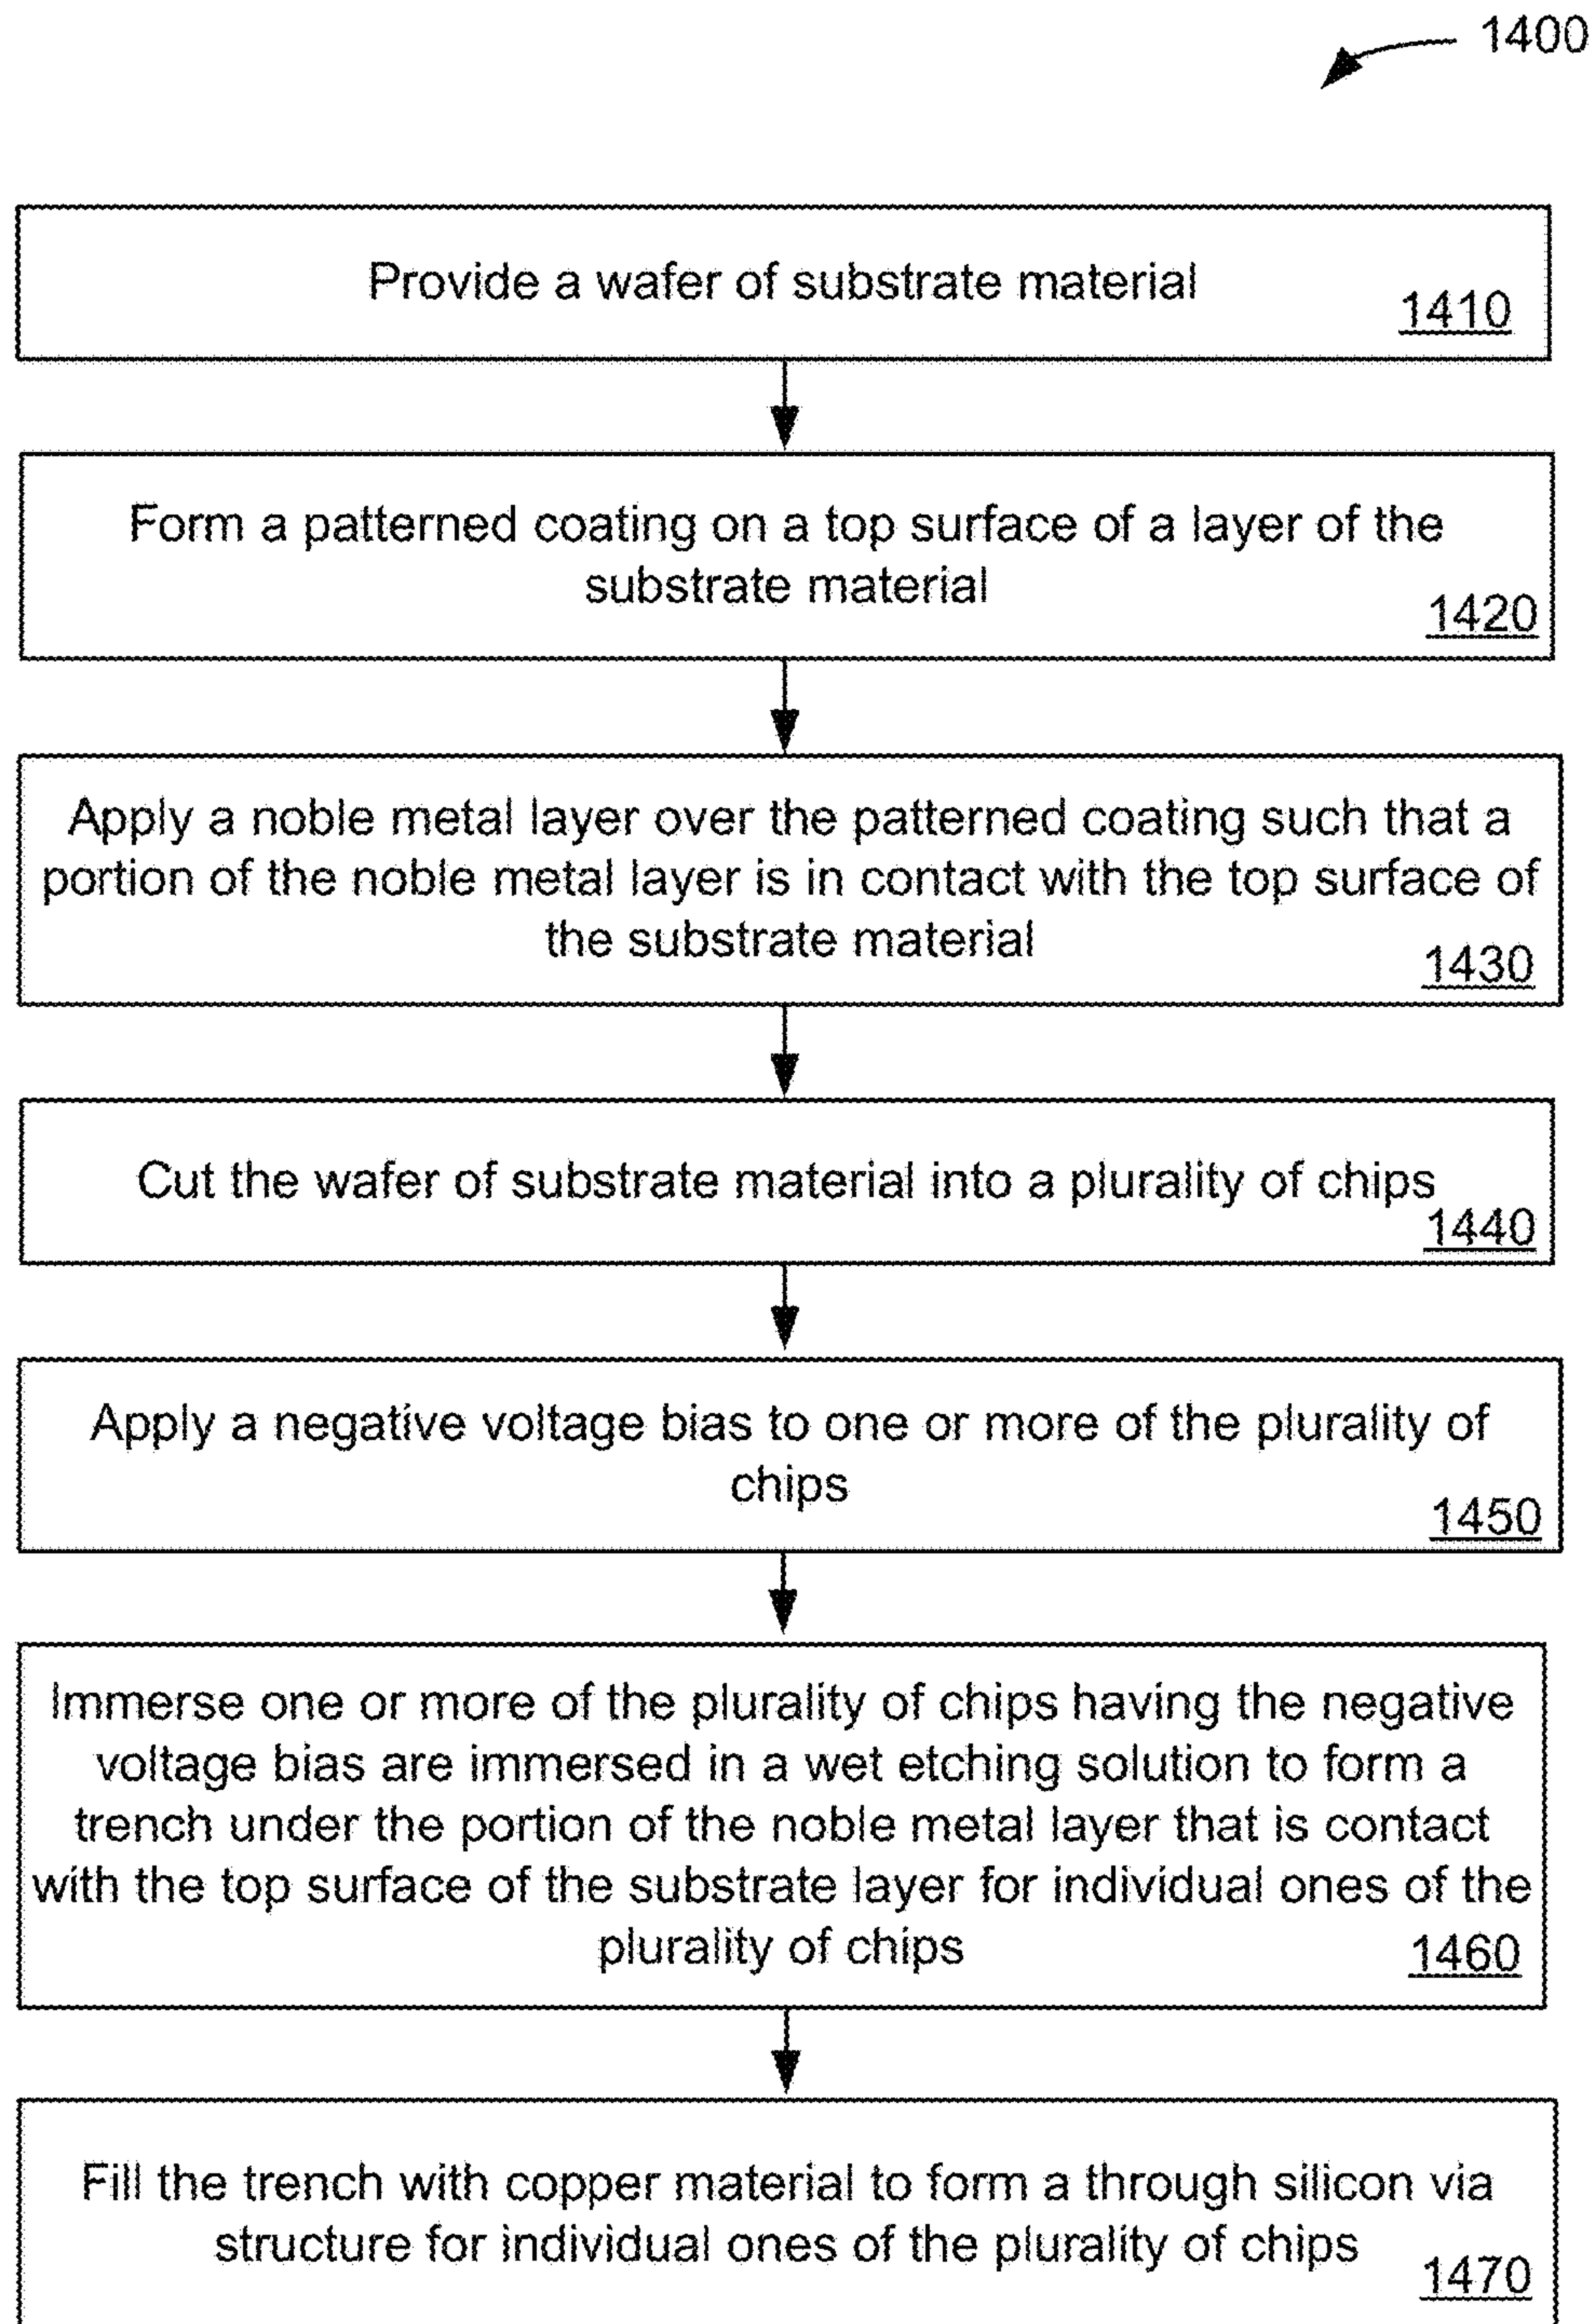 1400
Provide a wafer of substrate material
1410
Form a patterned coating on a top surface of a layer of the
substrate material
1420
Apply a noble metal layer over the patterned coating such that a
portion of the noble metal layer is in contact with the top surface of
the substrate material
1430
Cut the wafer of substrate material into a plurality of chips
1440
Apply a negative voltage bias to one or more of the plurality of
chips
1450
Immerse one or more of the plurality of chips having the negative
voltage bias are immersed in a wet etching solution to form a
trench under the portion of the noble metal layer that is contact
with the top surface of the substrate layer for individual ones of the
plurality of chips
1460
Fill the trench with copper material to form a through silicon via
structure for individual ones of the plurality of chips
1470